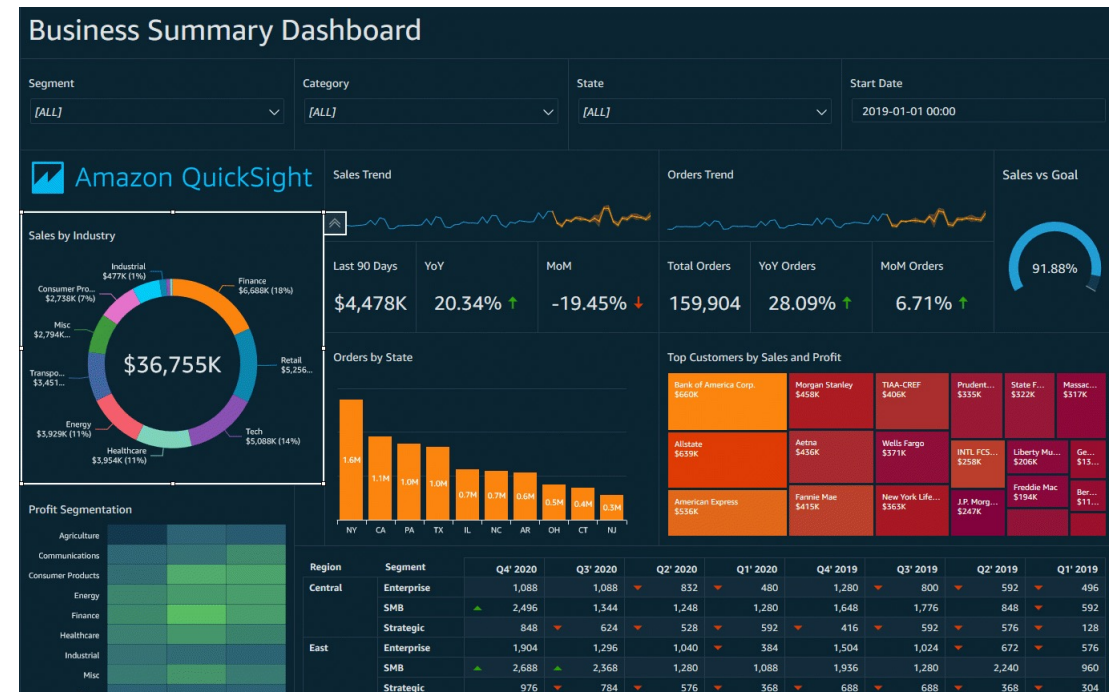 Business Summary Dashboard
Segment
[ALL]
Category
[ALL]
State
[ALL]
Start Date
2019-01-01 00:00
Amazon QuickSight
Sales Trend
Orders Trend
Sales vs Goal
91.88%
Sales by Industry
Industrial
$477K (1%)
Consumer Pro...
$2,738K (7%)
Misc
$2,794K...
Transpo...
$3,451...
Energy
$3,929K (11%)
Healthcare
$3,954K (11%)
Tech
$5,088K (14%)
Retail
$5,256...
Finance
$6,688K (18%)
$36,755K
Last 90 Days
$4,478K
YoY
20.34%
MoM
-19.45%
Total Orders
159,904
YoY Orders
28.09%
MoM Orders
6.71%
Orders by State
1.6M 1.1M 1.0M 1.0M 0.7M 0.7M 0.6M 0.5M 0.4M 0.3M
NY CA PA TX IL NC AR OH CT NJ
Top Customers by Sales and Profit
Bank of America Corp.
$660K
Allstate
$639K
American Express
$536K
Morgan Stanley
$458K
Aetna
$436K
Fannie Mae
$415K
TIAA-CREF
$406K
Wells Fargo
$371K
New York Life...
$363K
Prudent...
$335K
State F...
$322K
Massac...
$317K
INTL FCS...
$258K
J.P. Morg...
$247K
Liberty Mu...
$206K
Freddie Mac
$194K
Ge...
$13...
Ber...
$11...
Profit Segmentation
Agriculture
Communications
Consumer Products
Energy
Finance
Healthcare
Industrial
Misc
Region Segment Q4' 2020 Q3' 2020 Q2' 2020 Q1' 2020 Q4' 2019 Q3' 2019 Q2' 2019 Q1' 2019
Central Enterprise 1,088 1,088 832 480 1,280 800 592 496
SMB 2,496 1,344 1,248 1,280 1,648 1,776 848 592
Strategic 848 624 528 592 416 592 576 128
East Enterprise 1,904 1,296 1,040 384 1,504 1,024 672 576
SMB 2,688 2,368 1,280 1,088 1,936 1,280 2,240 960
Strategic 976 784 576 368 688 688 368 304